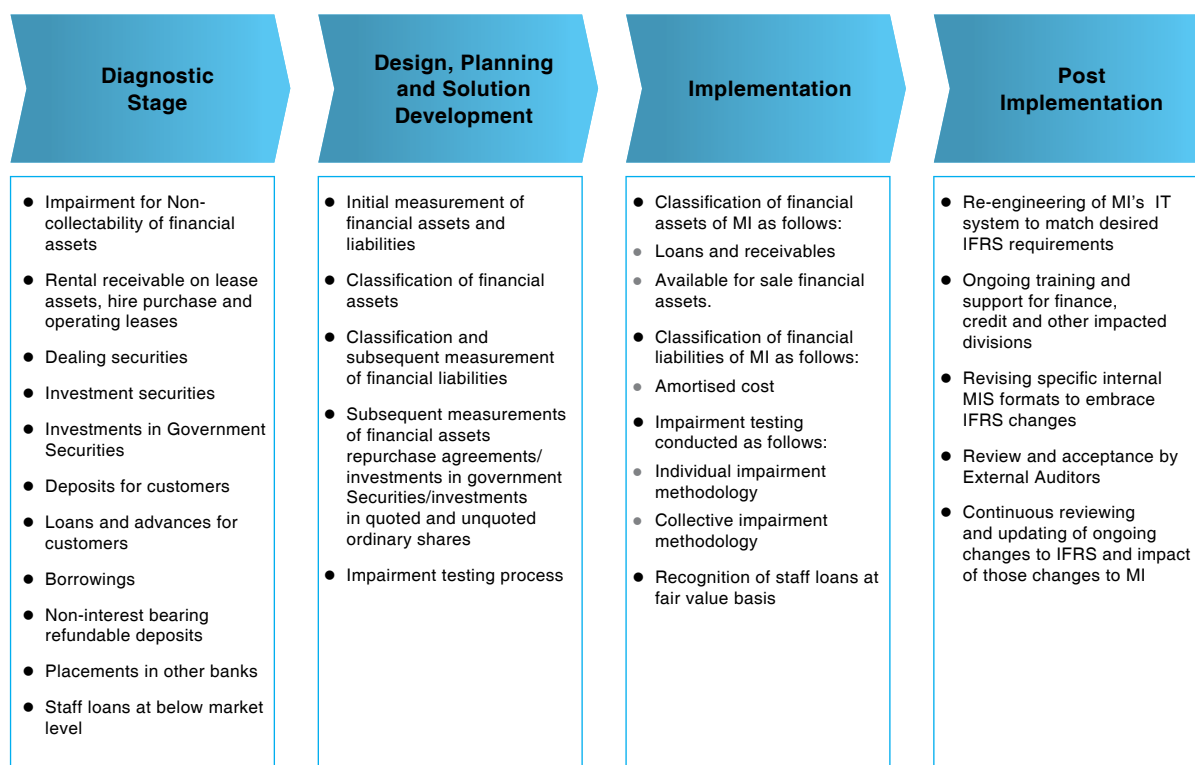 Diagnostic
Stage
Design, Planning
and Solution
Development
Implementation
Post
Implementation
● Impairment for Non-
collectability of financial
assets
● Rental receivable on lease
assets, hire purchase and
operating leases
● Dealing securities
● Investment securities
● Investments in Government
Securities
● Deposits for customers
● Loans and advances for
customers
● Borrowings
● Non-interest bearing
refundable deposits
● Placements in other banks
● Staff loans at below market
level
● Initial measurement of
financial assets and
liabilities
● Classification of financial
assets
● Classification and
subsequent measurement
of financial liabilities
● Subsequent measurements
of financial assets
repurchase agreements/
investments in government
Securities/investments
in quoted and unquoted
ordinary shares
● Impairment testing process
● Classification of financial
assets of MI as follows:
● Loans and receivables
● Available for sale financial
assets.
● Classification of financial
liabilities of MI as follows:
● Amortised cost
● Impairment testing
conducted as follows:
● Individual impairment
methodology
● Collective impairment
methodology
● Recognition of staff loans at
fair value basis
● Re-engineering of MI's IT
system to match desired
IFRS requirements
● Ongoing training and
support for finance,
credit and other impacted
divisions
● Revising specific internal
MIS formats to embrace
IFRS changes
● Review and acceptance by
External Auditors
● Continuous reviewing
and updating of ongoing
changes to IFRS and impact
of those changes to MI